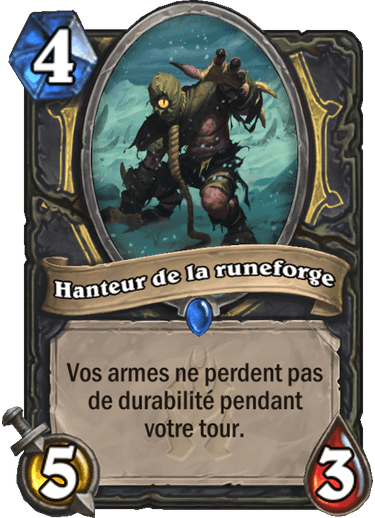 4
Hanteur de la runeforge
Vos armes ne perdent pas
de durabilité pendant
votre tour.
5
3